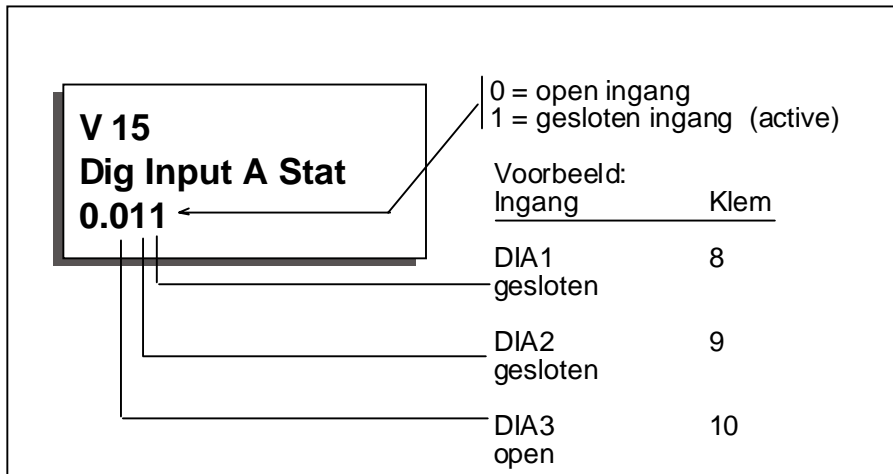 V 15
Dig Input A Stat
0.011
0 = open ingang
1 = gesloten ingang (active)
Voorbeeld:
Ingang Klem
DIA1 8
gesloten
DIA2 9
gesloten
DIA3 10
open